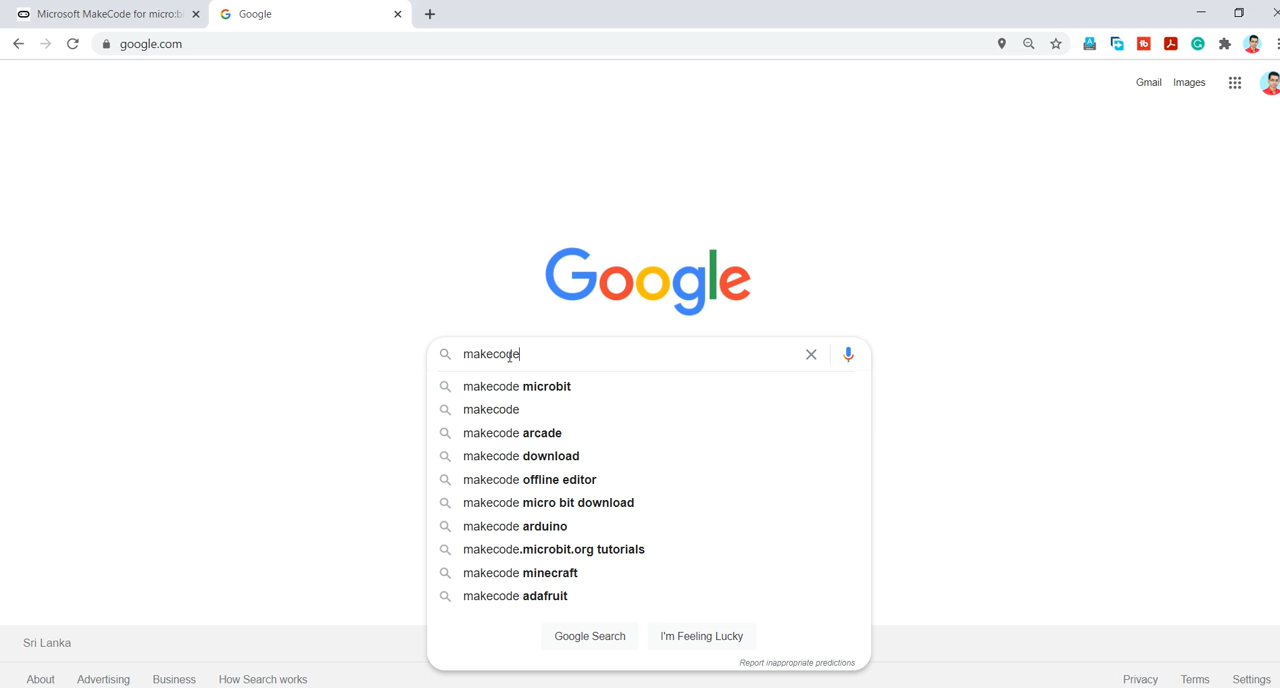 Microsoft MakeCode for micro:b
Google
google.com
Gmail Images
Google
makecode
makecode microbit
makecode
makecode arcade
makecode download
makecode offline editor
makecode micro bit download
makecode arduino
makecode.microbit.org tutorials
makecode minecraft
makecode adafruit
Google Search I'm Feeling Lucky
Report inappropriate predictions
Sri Lanka
About Advertising Business How Search works
Privacy Terms Settings